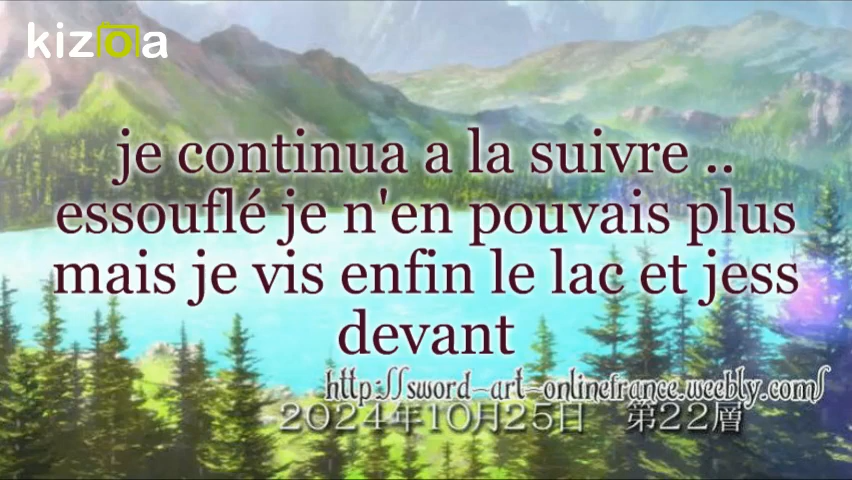 kizoa
je continua a la suivre ..
essouflé je n'en pouvais plus
mais je vis enfin le lac et jess
devant
http://sword-art-onlinefrance.weebly.com/
2024年10月25日 第22層